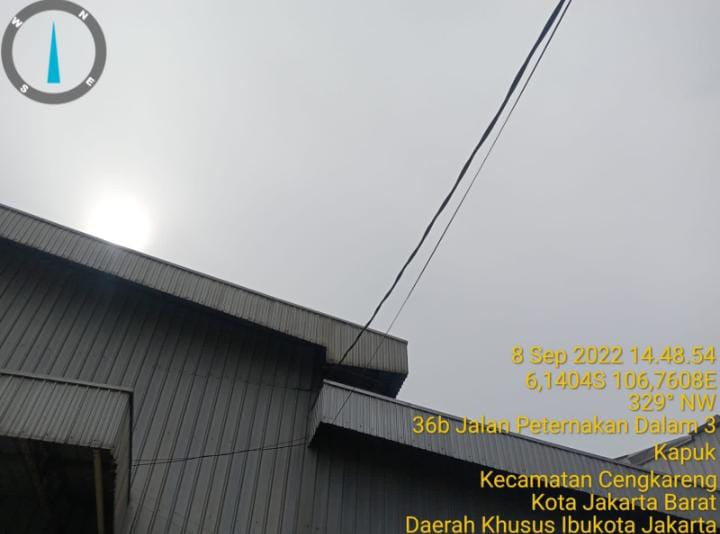 N
W
E
S
8 Sep 2022 14.48.54
6,1404S 106,7608E
329° NW
36b Jalan Peternakan Dalam 3
Kapuk
Kecamatan Cengkareng
Kota Jakarta Barat
Daerah Khusus Ibukota Jakarta